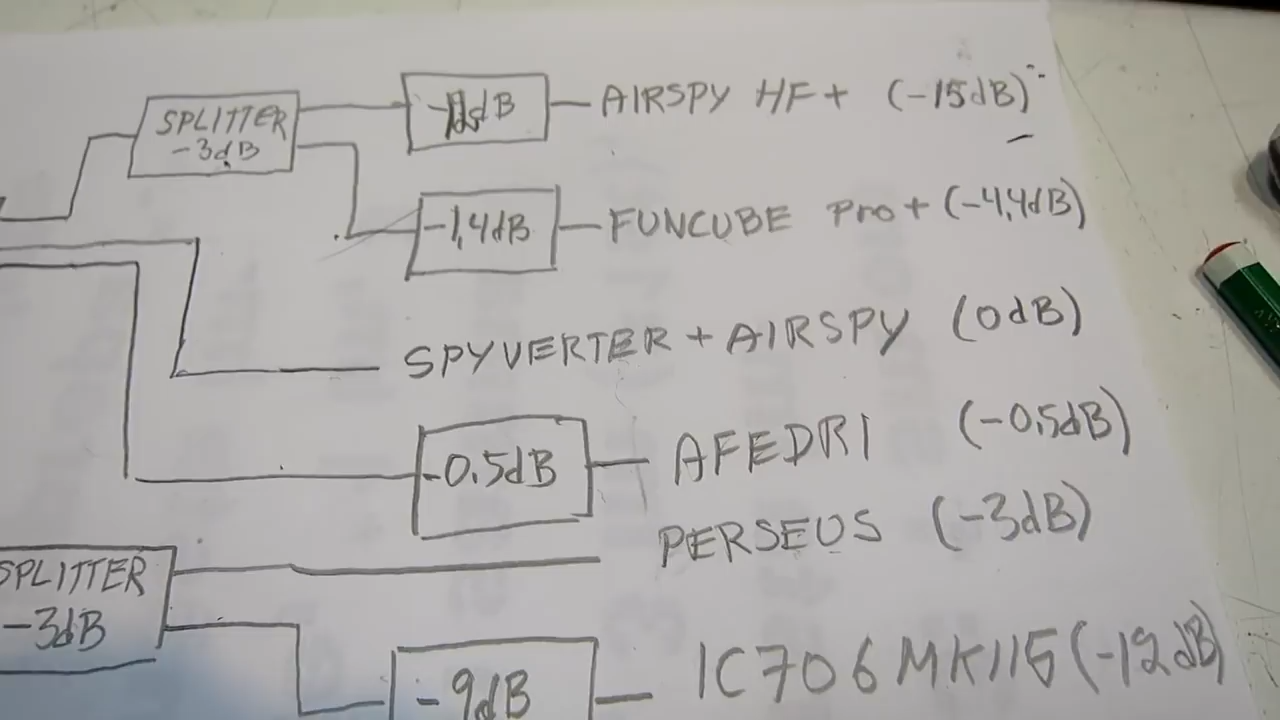 SPLITTER
-3dB
dB
AIRSPY HF+ (-15dB)
-1,4dB
FUNCUBE Pro+ (-4,4dB)
SPYVERTER + AIRSPY (0dB)
-0.5dB
AFEDRI (-0.5dB)
PERSEUS (-3dB)
SPLITTER
-3dB
-9dB
IC706MKIIG (-12dB)